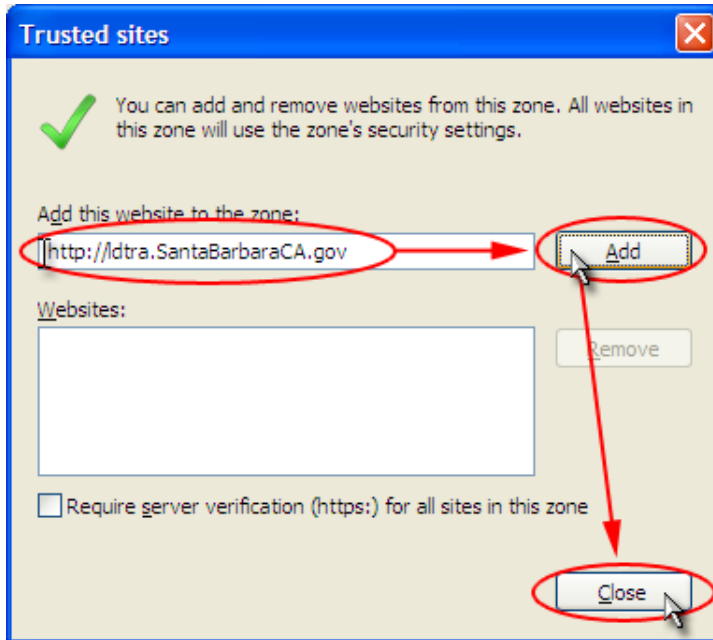 Trusted sites
You can add and remove websites from this zone. All websites in
this zone will use the zone's security settings.
Add this website to the zone:
http://ldtra.SantaBarbaraCA.gov
Add
Websites:
Remove
Require server verification (https:) for all sites in this zone
Close